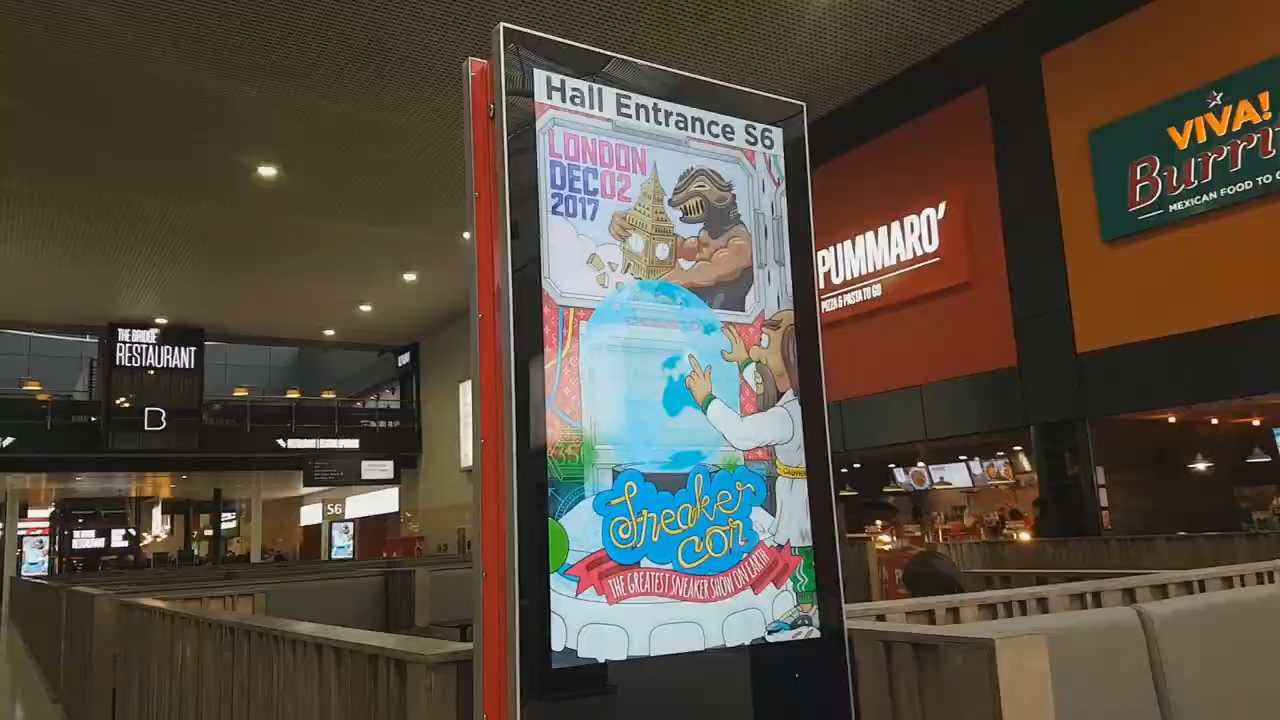 Hall Entrance S6
LONDON
DEC02
2017
Sneaker
con
THE GREATEST SNEAKER SHOW ON EARTH
PUMMARO'
PIZZA & PASTA TO GO
VIVA!
Burri
MEXICAN FOOD TO G
THE BRIDGE
RESTAURANT
B
S6